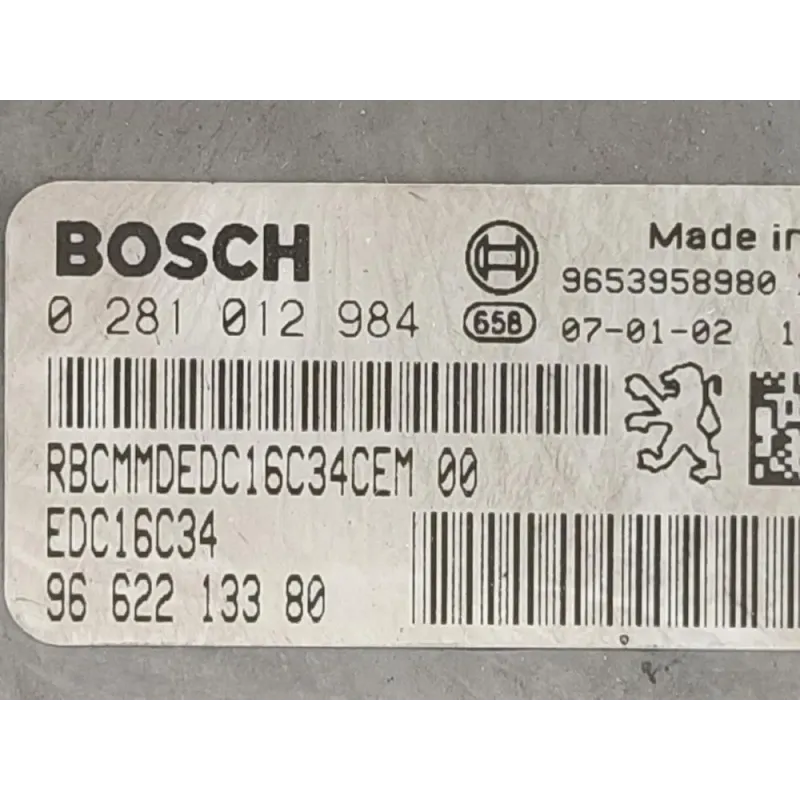 BOSCH
Made in
9653958980
0 281 012 984
658
07-01-02 1
RBCMMDEDC16C34CEM 00
EDC16C34
96 622 133 80